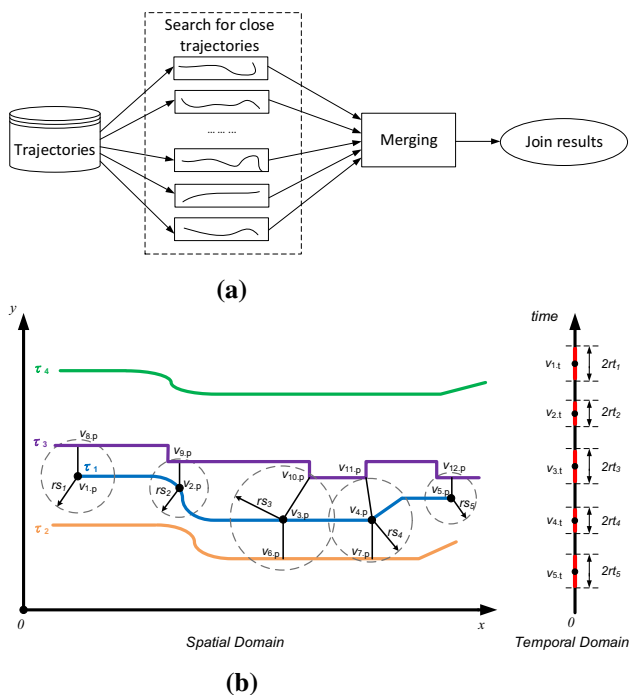 Search for close
trajectories
Trajectories
... ... ...
Merging
Join results
(a)
y
time
τ4
v1.t
2rt1
v2.t
2rt2
τ3
v8.p
v9.p
τ1
v10.p
v11.p
v12.p
v3.t
2rt3
rs1
v1.p
rs2
v2.p
rs3
v5.p
rs5
τ2
v3.p
v4.p
rs4
v4.t
2rt4
v6.p
v7.p
v5.t
2rt5
0
Spatial Domain
x
0
Temporal Domain
(b)